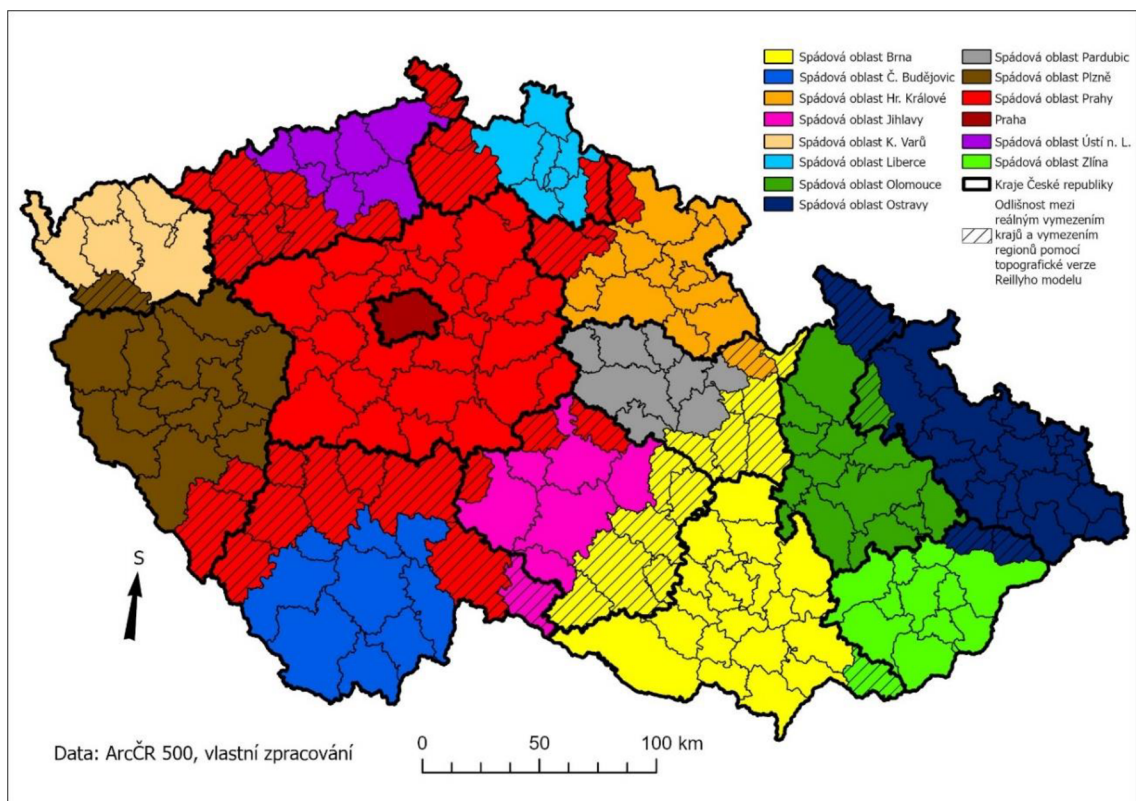 Spádová oblast Brna
Spádová oblast Č. Budějovic
Spádová oblast Hr. Králové
Spádová oblast Jihlavy
Spádová oblast K. Varů
Spádová oblast Liberce
Spádová oblast Olomouce
Spádová oblast Ostravy
Spádová oblast Pardubic
Spádová oblast Plzně
Spádová oblast Prahy
Praha
Spádová oblast Ústí n. L.
Spádová oblast Zlína
Kraje České republiky
Odlišnost mezi
reálným vymezením
krajů a vymezením
regionů pomocí
topografické verze
Reillyho modelu
S
Data: ArcČR 500, vlastní zpracování
0 50 100 km